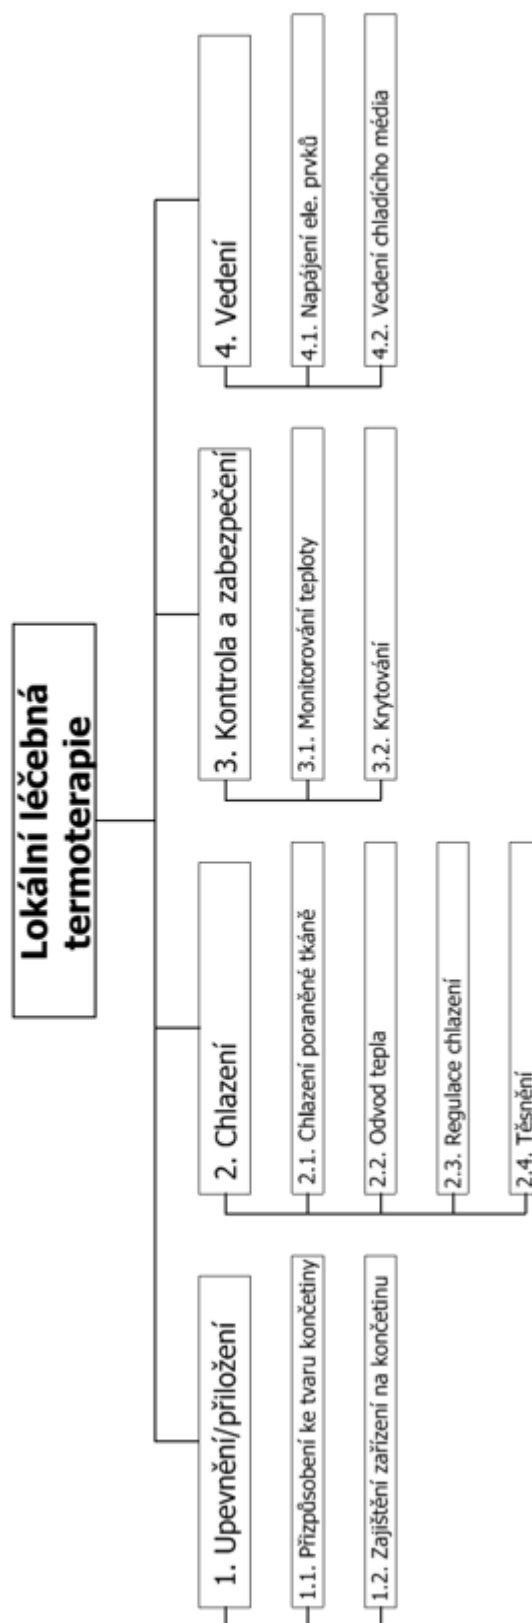 Lokální léčebná
termoterapie
1. Upevnění/přiložení
1.1. Přizpůsobení ke tvaru končetiny
1.2. Zajištění zařízení na končetinu
2. Chlazení
2.1. Chlazení poraněné tkáně
2.2. Odvod tepla
2.3. Regulace chlazení
2.4. Těsnění
3. Kontrola a zabezpečení
3.1. Monitorování teploty
3.2. Krytování
4. Vedení
4.1. Napájení ele. prvků
4.2. Vedení chladícího média